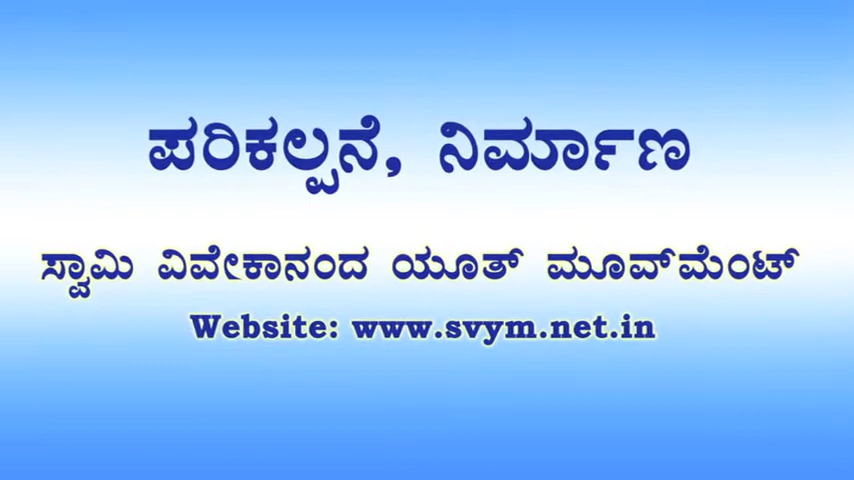 ಪರಿಕಲ್ಪನೆ, ನಿರ್ಮಾಣ
ಸ್ವಾಮಿ ವಿವೇಕಾನಂದ ಯೂತ್ ಮೂವ್‌ಮೆಂಟ್
Website: www.svym.net.in